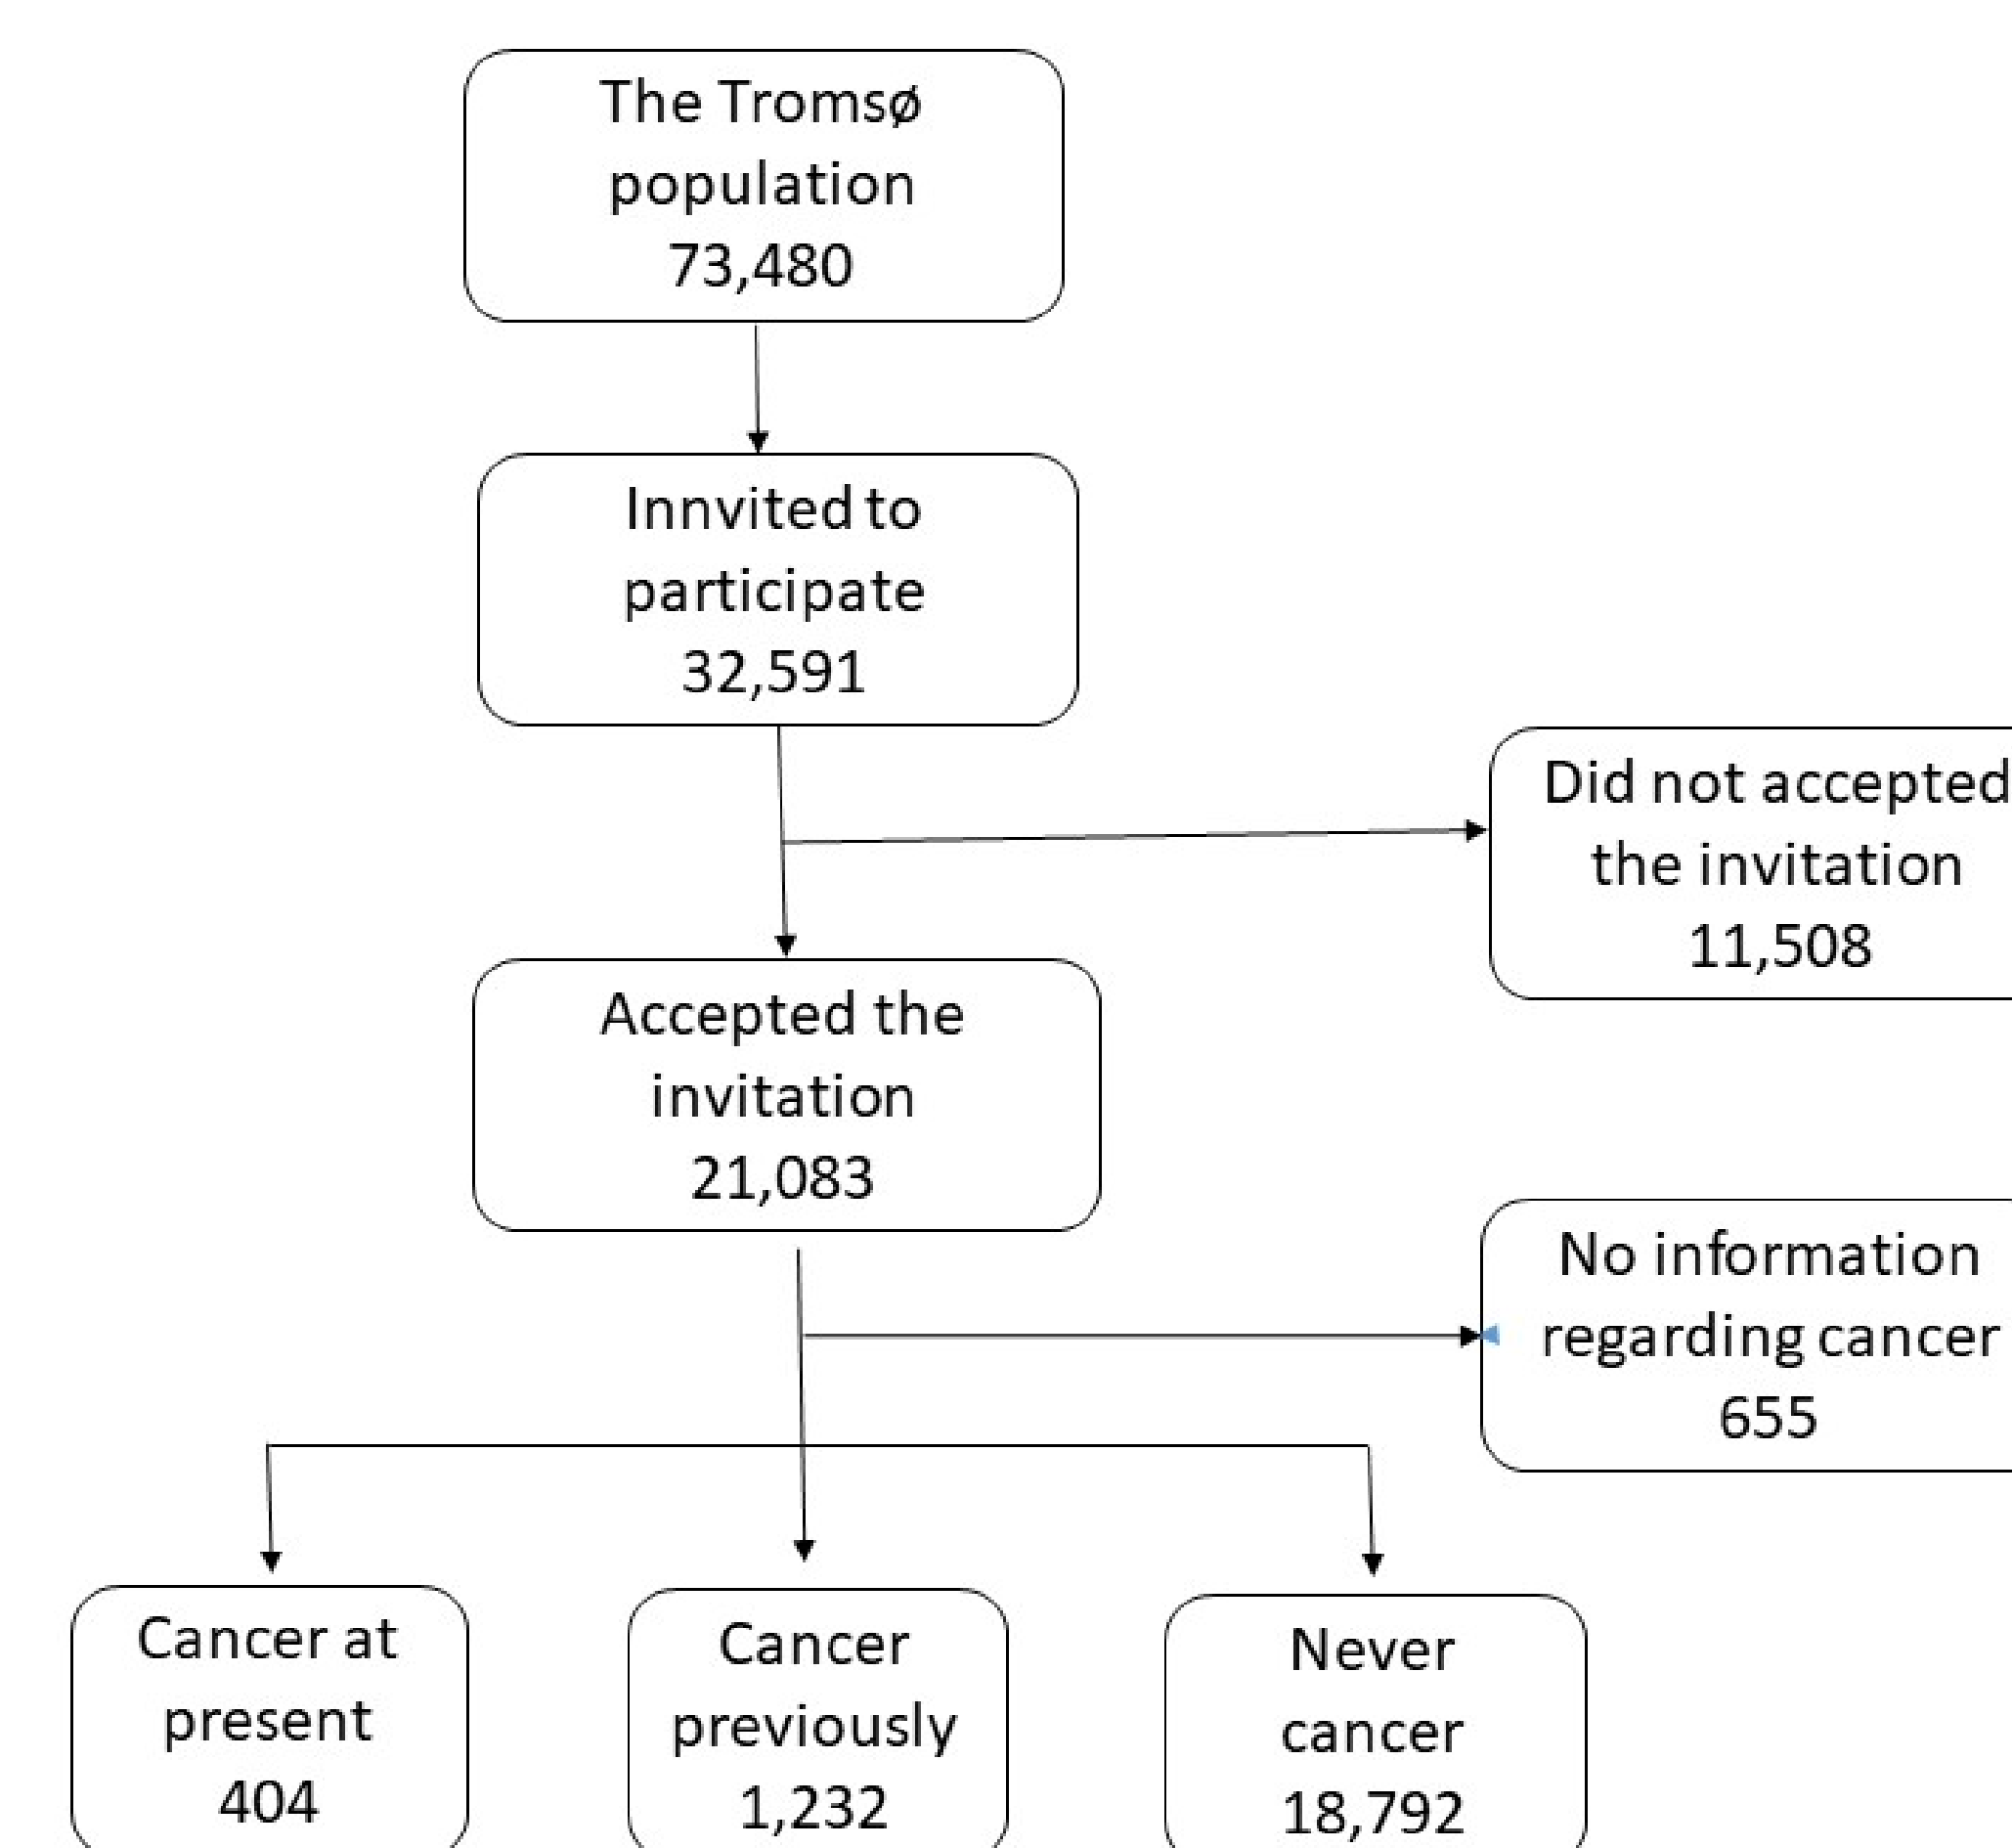 The Tromsø
population
73,480
Innvited to
participate
32,591
Did not accepted
the invitation
11,508
Accepted the
invitation
21,083
No information
regarding cancer
655
Cancer at
present
404
Cancer
previously
1,232
Never
cancer
18,792